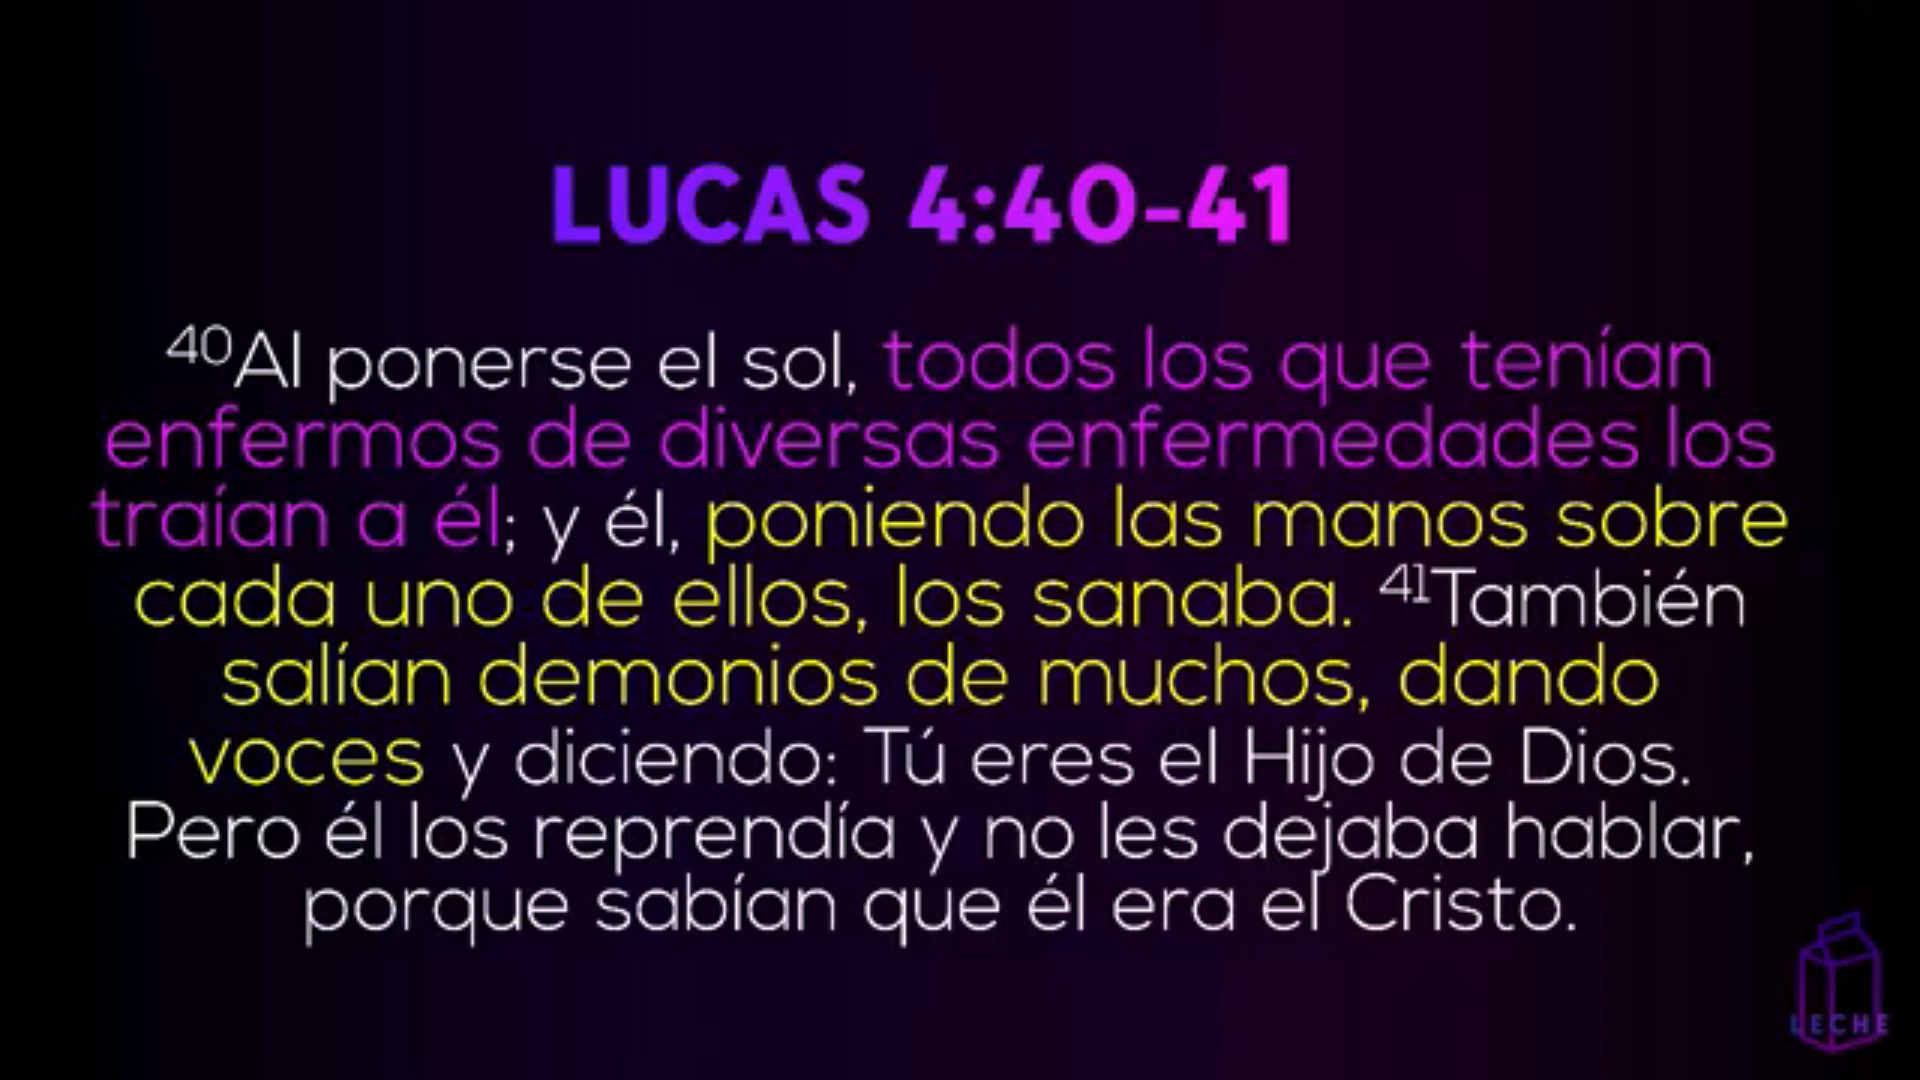 LUCAS 4:40-41
⁴⁰Al ponerse el sol, todos los que tenían
enfermos de diversas enfermedades los
traían a él; y él, poniendo las manos sobre
cada uno de ellos, los sanaba. ⁴¹También
salían demonios de muchos, dando
voces y diciendo: Tú eres el Hijo de Dios.
Pero él los reprendía y no les dejaba hablar,
porque sabían que él era el Cristo.
LECHE